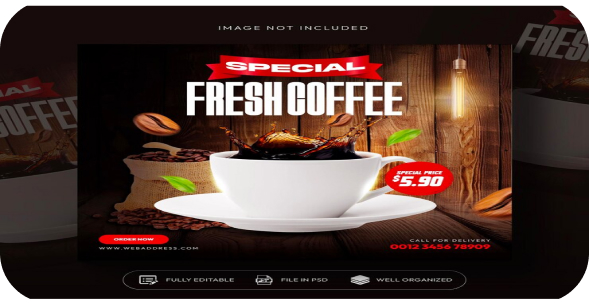 IMAGE NOT INCLUDED
SPECIAL
FRESH COFFEE
SPECIAL PRICE
$5.90
ORDER NOW
WWW.WEBADDRESS.COM
CALL FOR DELIVERY
0012 3456 78909
FULLY EDITABLE
FILE IN PSD
WELL ORGANIZED